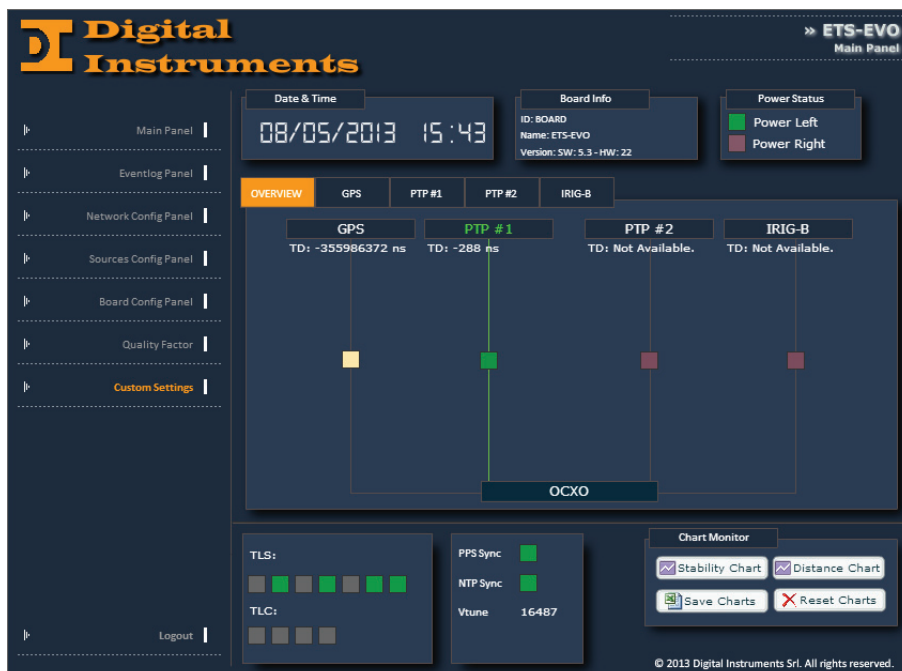 Digital
Instruments
» ETS-EVO
Main Panel
Main Panel
Eventlog Panel
Network Config Panel
Sources Config Panel
Board Config Panel
Quality Factor
Custom Settings
Logout
Date & Time
08/05/2013 15:43
Board Info
ID: BOARD
Name: ETS-EVO
Version: SW: 5.3 - HW: 22
Power Status
Power Left
Power Right
OVERVIEW GPS PTP #1 PTP #2 IRIG-B
GPS PTP #1 PTP #2 IRIG-B
TD: -355986372 ns TD: -288 ns TD: Not Available. TD: Not Available.
OCXO
TLS:
TLC:
PPS Sync
NTP Sync
Vtune 16487
Chart Monitor
Stability Chart Distance Chart
Save Charts Reset Charts
© 2013 Digital Instruments Srl. All rights reserved.